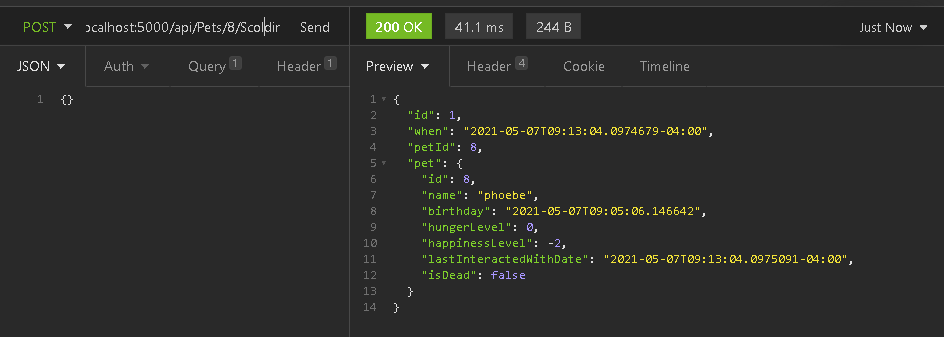 POST ocalhost:5000/api/Pets/8/Scoldir Send
200 OK 41.1 ms 244 B Just Now
JSON Auth Query 1 Header 1
Preview Header 4 Cookie Timeline
1 {}
1 {
2 "id": 1,
3 "when": "2021-05-07T09:13:04.0974679-04:00",
4 "petId": 8,
5 "pet": {
6 "id": 8,
7 "name": "phoebe",
8 "birthday": "2021-05-07T09:05:06.146642",
9 "hungerLevel": 0,
10 "happinessLevel": -2,
11 "lastInteractedWithDate": "2021-05-07T09:13:04.0975091-04:00",
12 "isDead": false
13 }
14 }